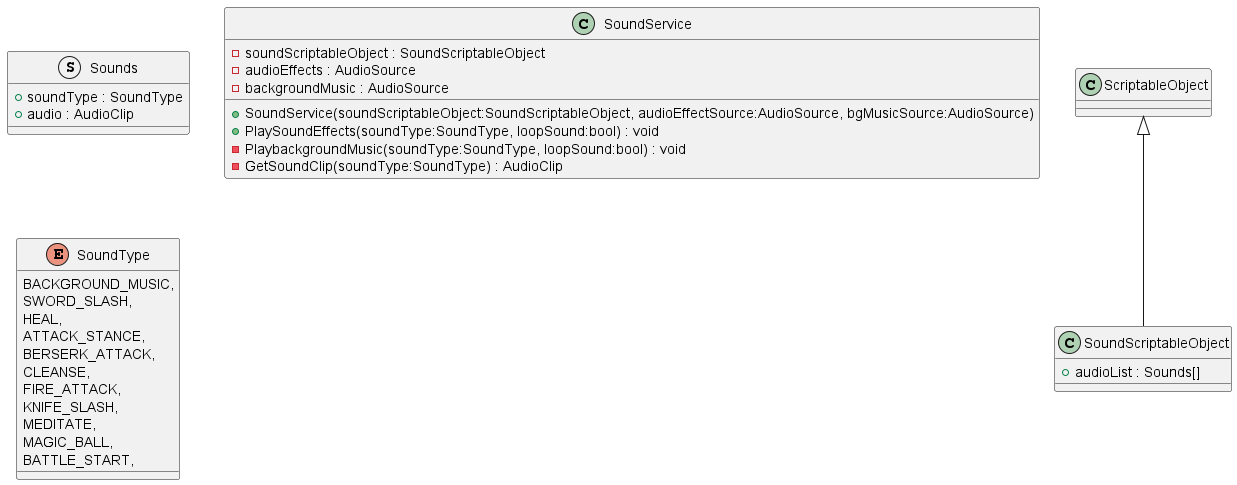 S Sounds
soundType : SoundType
audio : AudioClip
C SoundService
soundScriptableObject : SoundScriptableObject
audioEffects : AudioSource
backgroundMusic : AudioSource
SoundService(soundScriptableObject:SoundScriptableObject, audioEffectSource:AudioSource, bgMusicSource:AudioSource)
PlaySoundEffects(soundType:SoundType, loopSound:bool) : void
PlaybackgroundMusic(soundType:SoundType, loopSound:bool) : void
GetSoundClip(soundType:SoundType) : AudioClip
C ScriptableObject
E SoundType
BACKGROUND_MUSIC,
SWORD_SLASH,
HEAL,
ATTACK_STANCE,
BERSERK_ATTACK,
CLEANSE,
FIRE_ATTACK,
KNIFE_SLASH,
MEDITATE,
MAGIC_BALL,
BATTLE_START,
C SoundScriptableObject
audioList : Sounds[]